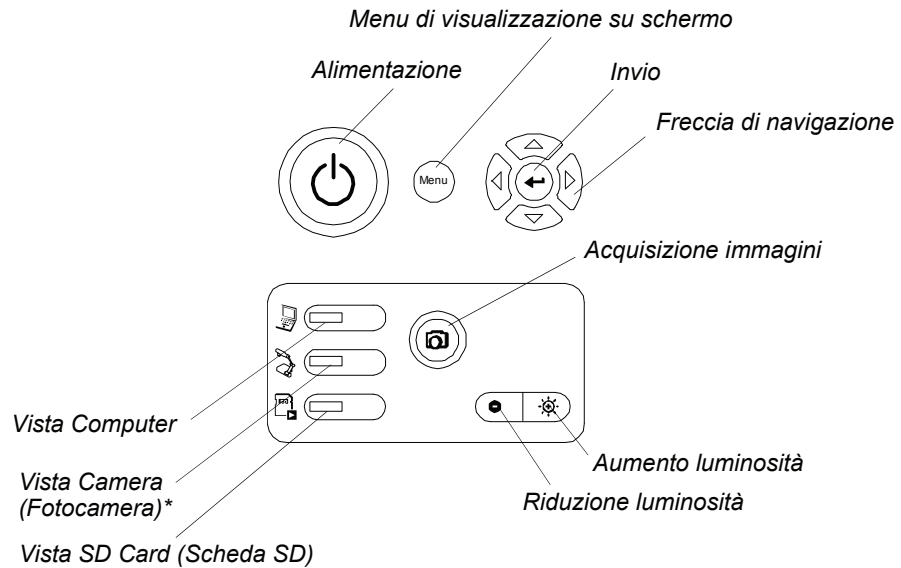 Menu di visualizzazione su schermo
Alimentazione
Invio
Freccia di navigazione
Menu
Acquisizione immagini
Vista Computer
Aumento luminosità
Vista Camera
(Fotocamera)*
Riduzione luminosità
Vista SD Card (Scheda SD)